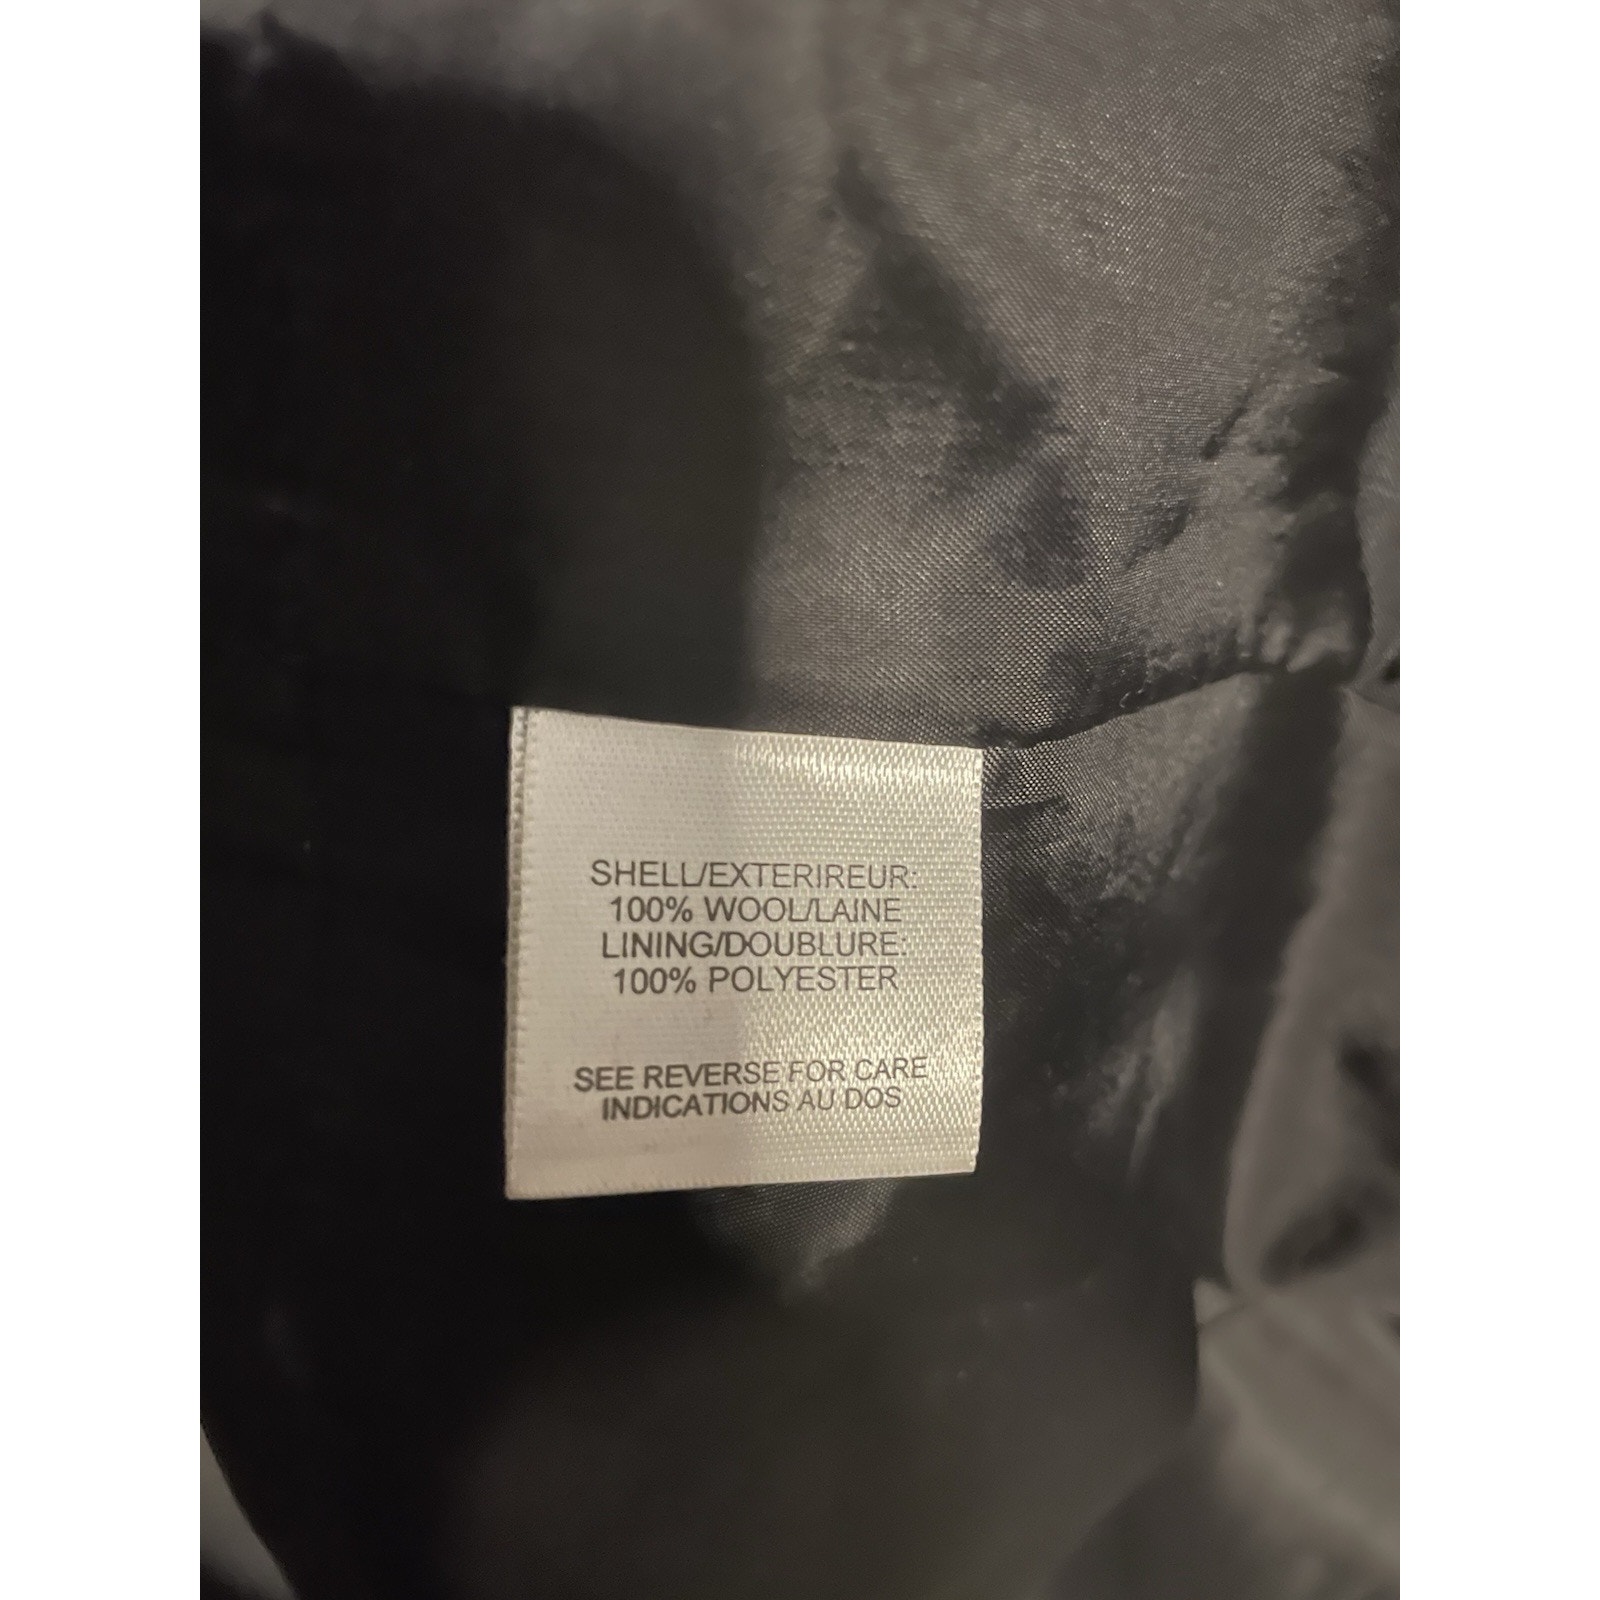 SHELL/EXTERIREUR:
100% WOOL/LAINE
LINING/DOUBLURE:
100% POLYESTER
SEE REVERSE FOR CARE
INDICATIONS AU DOS